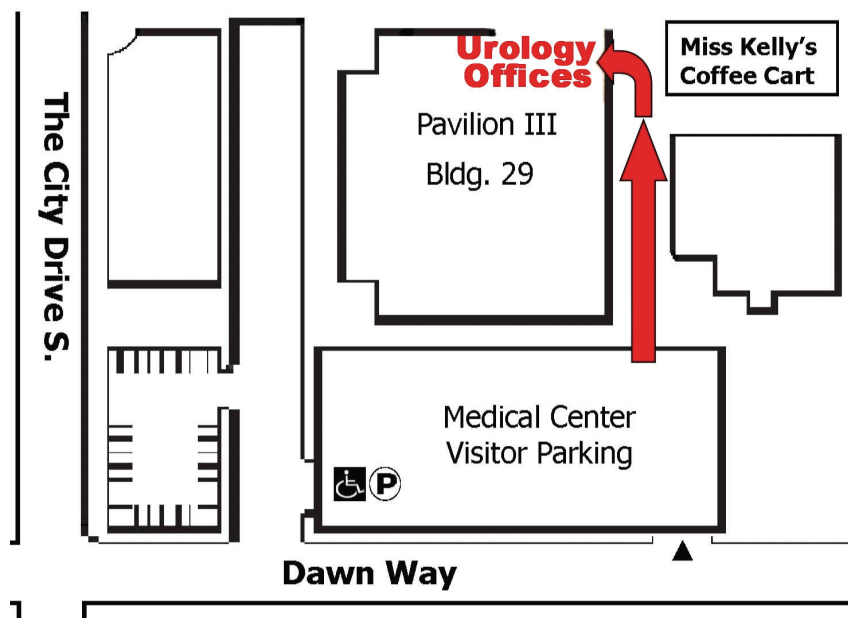 Urology
Offices
Miss Kelly's
Coffee Cart
Pavilion III
Bldg. 29
The City Drive S.
Medical Center
Visitor Parking
P
Dawn Way